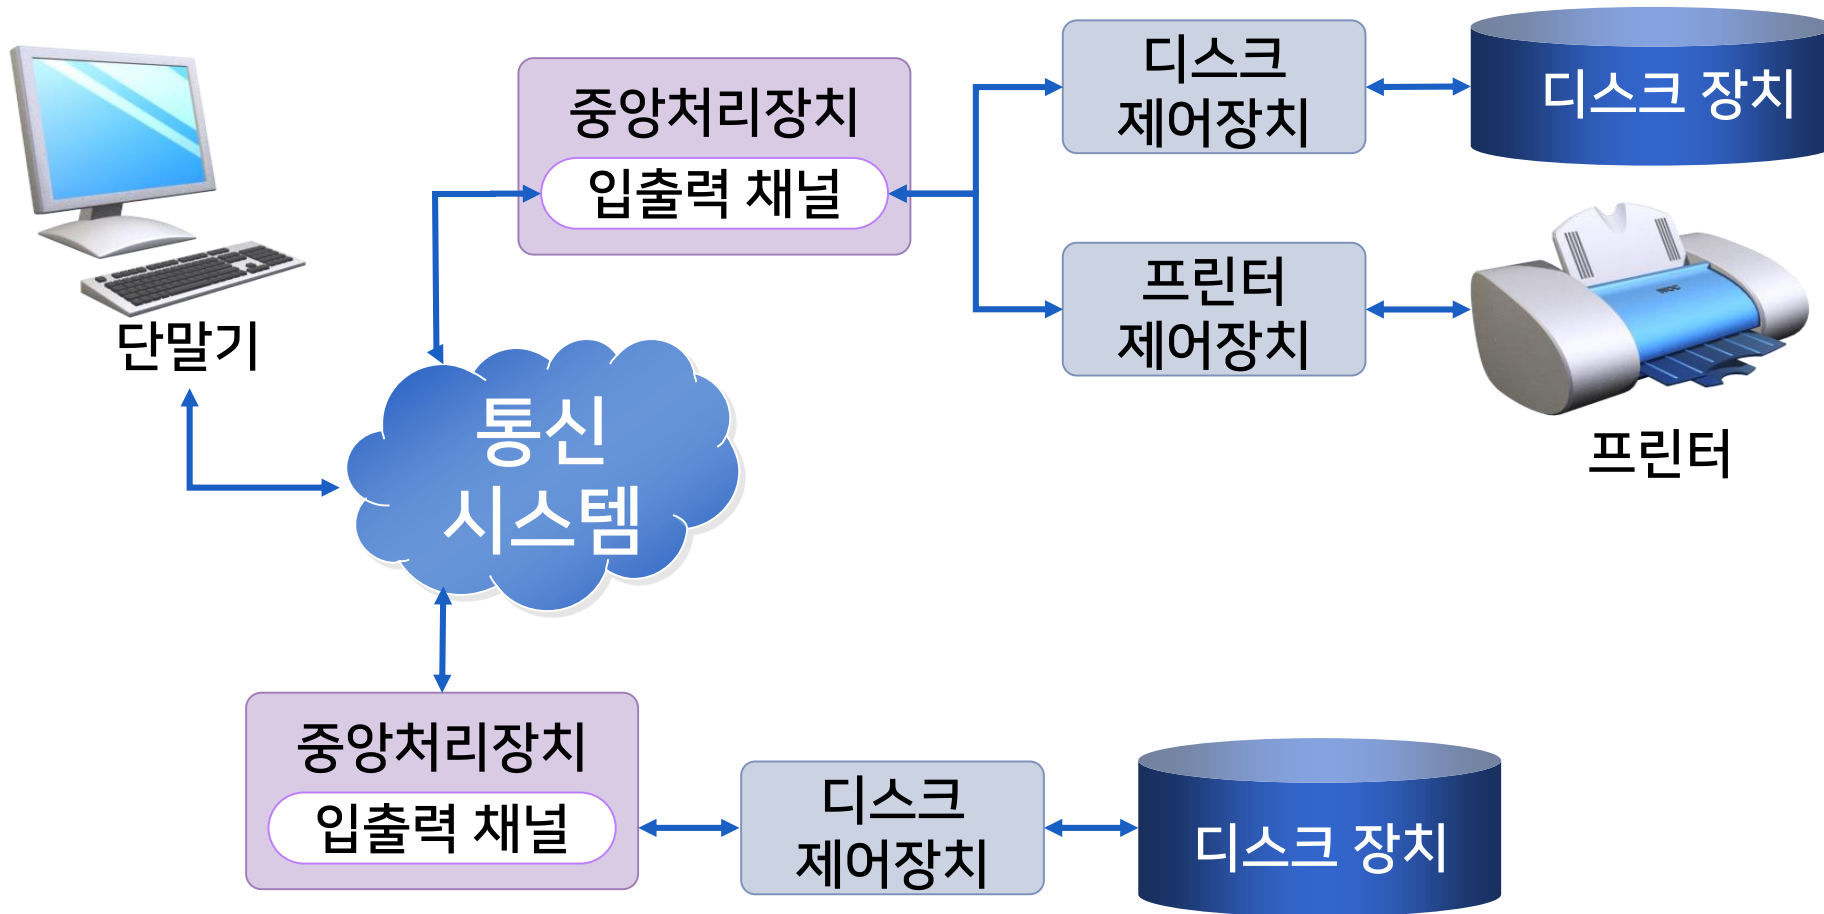 중앙처리장치
입출력 채널
디스크
제어장치
디스크 장치
프린터
제어장치
프린터
단말기
통신
시스템
중앙처리장치
입출력 채널
디스크
제어장치
디스크 장치